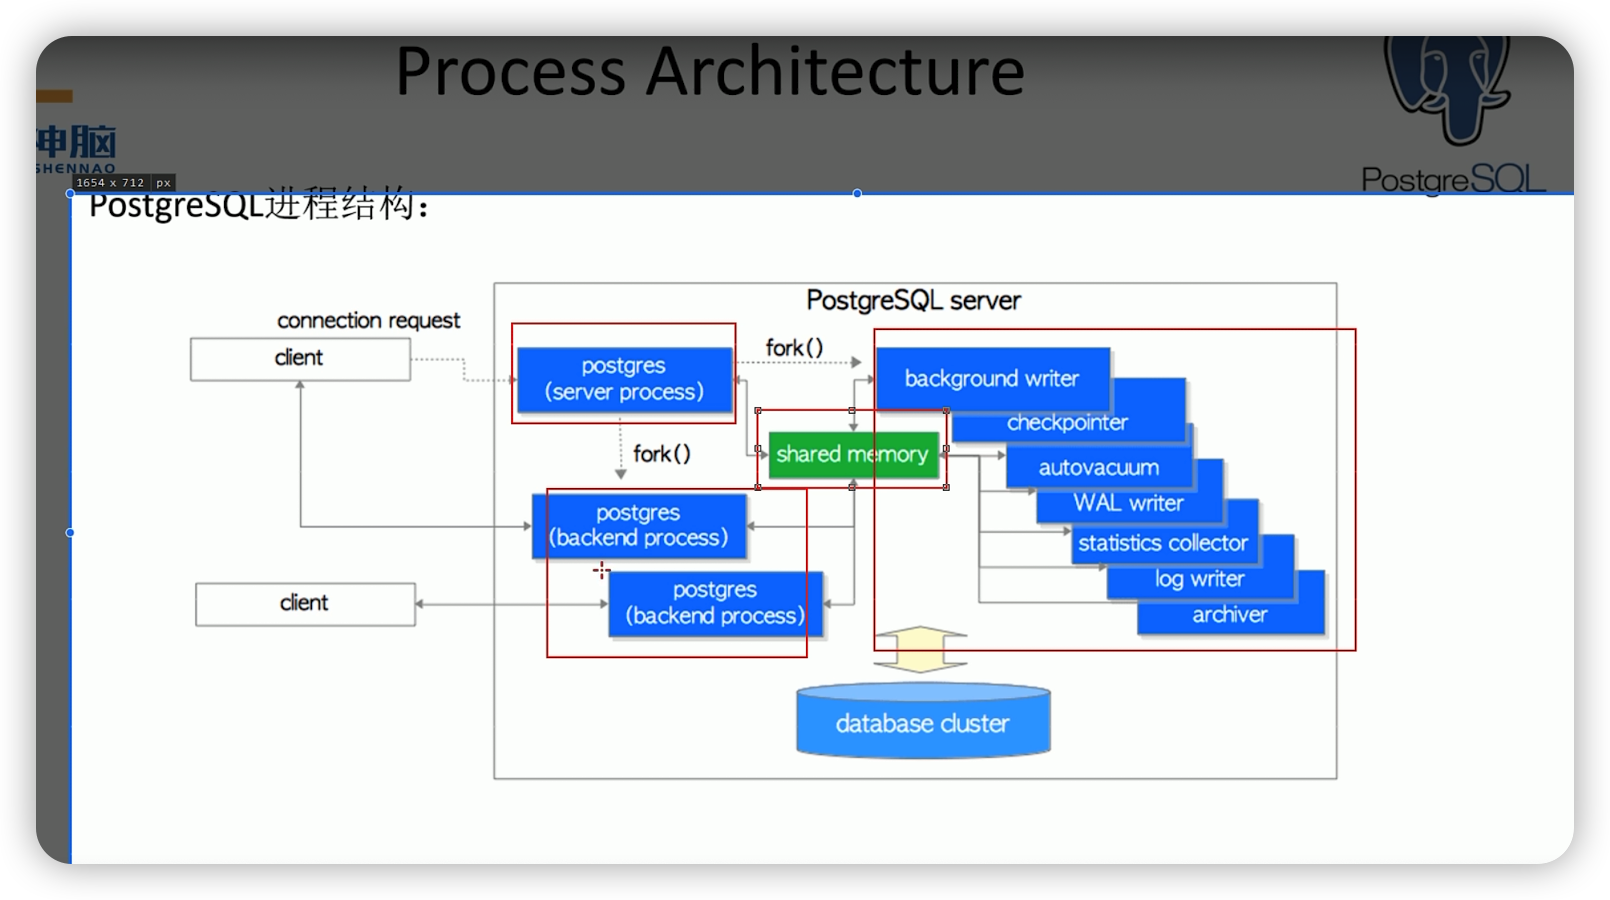 Process Architecture
神脑
SHENNAO
PostgreSQL
1654 x 712 px
PostgreSQL进程结构：
PostgreSQL server
connection request
client
postgres
(server process)
fork()
background writer
checkpointer
fork()
shared memory
autovacuum
WAL writer
postgres
(backend process)
statistics collector
log writer
client
postgres
(backend process)
archiver
database cluster